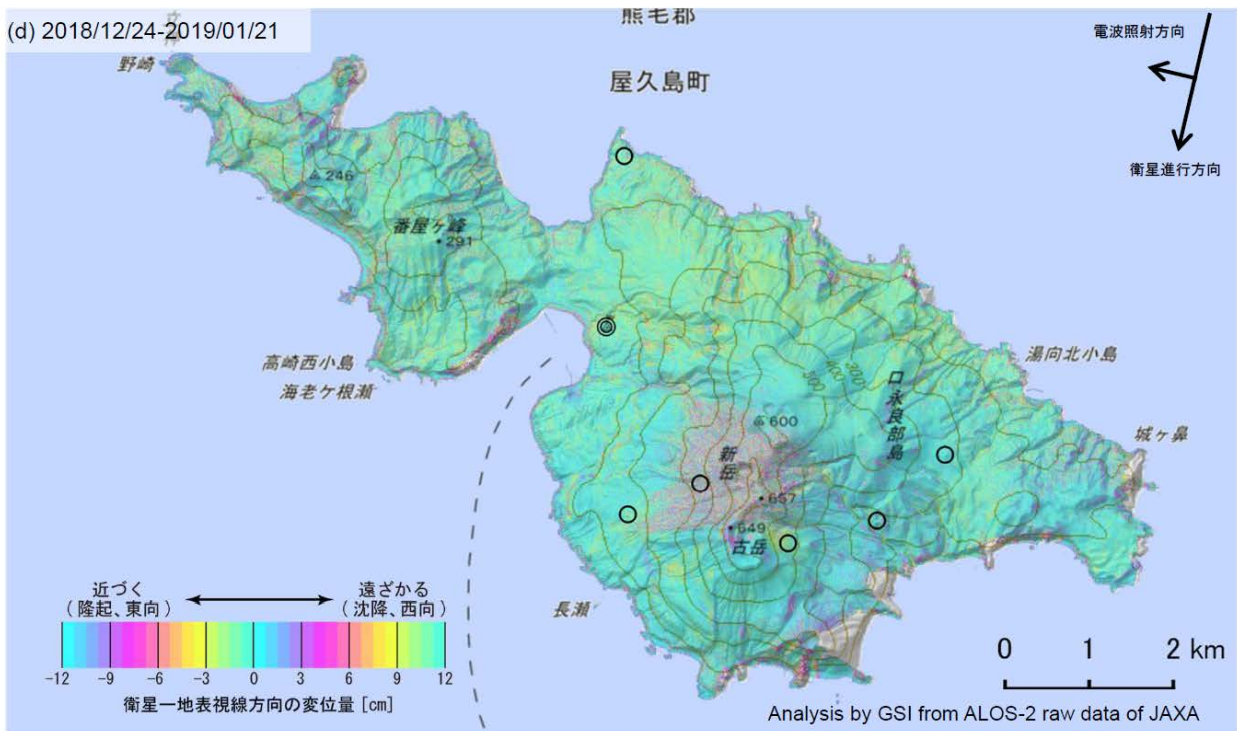 (d) 2018/12/24-2019/01/21
熊毛郡
屋久島町
電波照射方向
衛星進行方向
野崎
246
番屋ケ峰
291
高崎西小島
海老ケ根瀬
湯向北小島
城ヶ鼻
口永良部島
300
400
600
新岳
657
649
古岳
長瀬
近づく
(隆起、東向)
遠ざかる
(沈降、西向)
-12 -9 -6 -3 0 3 6 9 12
衛星－地表視線方向の変位量 [cm]
0 1 2 km
Analysis by GSI from ALOS-2 raw data of JAXA